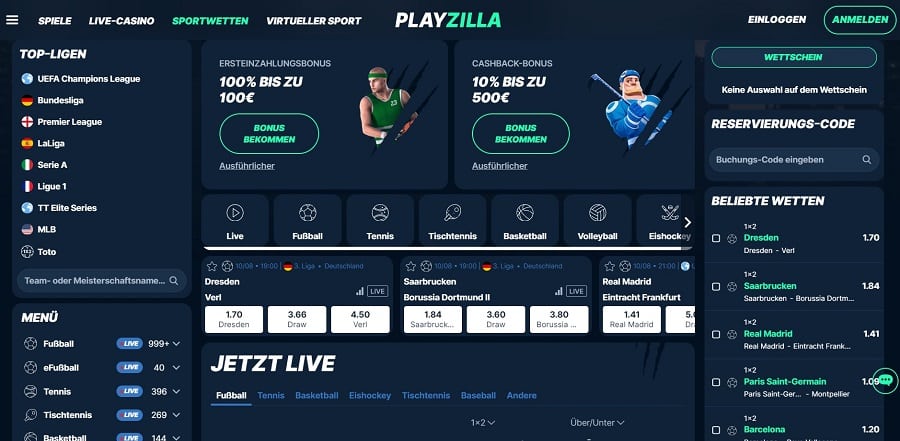 SPIELE
LIVE-CASINO
SPORTWETTEN
VIRTUELLER SPORT
PLAYZILLA
EINLOGGEN
ANMELDEN
TOP-LIGEN
UEFA Champions League
Bundesliga
Premier League
LaLiga
Serie A
Ligue 1
TT Elite Series
MLB
Toto
Team- oder Meisterschaftsname...
MENÜ
Fußball LIVE 999+
eFußball LIVE 40
Tennis LIVE 396
Tischtennis LIVE 269
Basketball LIVE 144
ERSTEINZAHLUNGSBONUS
100% BIS ZU
100€
BONUS
BEKOMMEN
Ausführlicher
CASHBACK-BONUS
10% BIS ZU
500€
BONUS
BEKOMMEN
Ausführlicher
Live
Fußball
Tennis
Tischtennis
Basketball
Volleyball
Eishockey
10/08 • 19:00 | 3. Liga • Deutschland
Dresden
Verl
LIVE
1.70 3.66 4.50
Dresden Draw Verl
10/08 • 19:00 | 3. Liga • Deutschland
Saarbrucken
Borussia Dortmund II
LIVE
1.84 3.60 3.80
Saarbruck... Draw Borussia ...
10/08 • 21:00 |
Real Madrid
Eintracht Frankfurt
1.41 5.0
Real Madrid Dra
JETZT LIVE
Fußball Tennis Basketball Eishockey Tischtennis Baseball Andere
1×2 Über/Unter
WETTSCHEIN
Keine Auswahl auf dem Wettschein
RESERVIERUNGS-CODE
Buchungs-Code eingeben
BELIEBTE WETTEN
1×2
Dresden 1.70
Dresden - Verl
1×2
Saarbrucken 1.84
Saarbrucken - Borussia Dortm...
1×2
Real Madrid 1.41
Real Madrid - Eintracht Frank...
1×2
Paris Saint-Germain 1.09
Paris Saint-Ger... - Montpellier
1×2
Barcelona 1.20